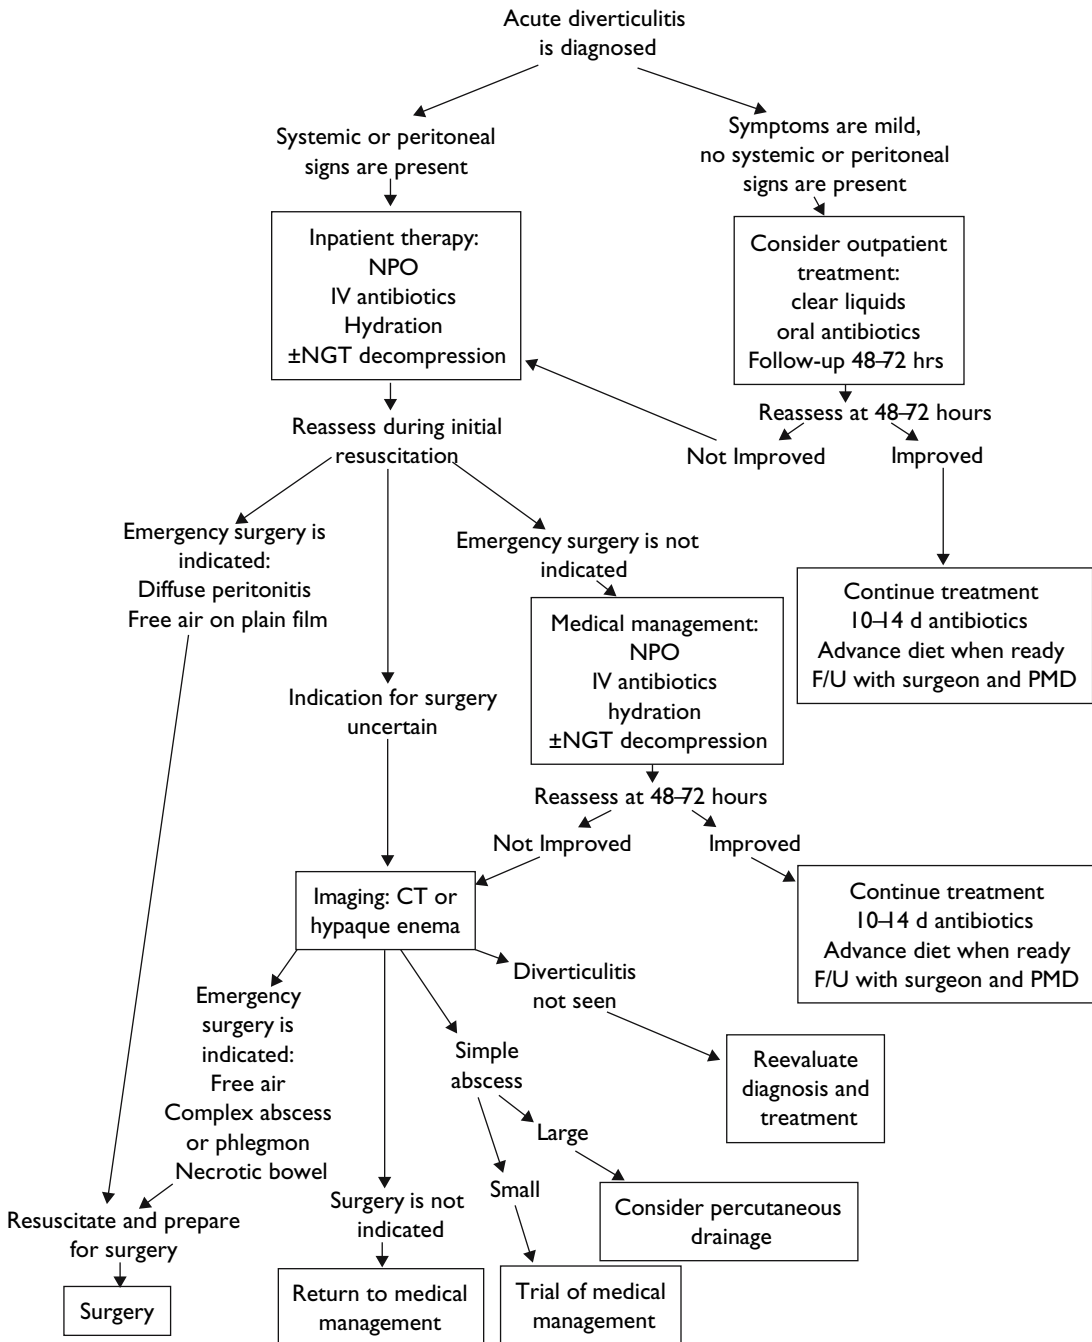 Acute diverticulitis
is diagnosed
Systemic or peritoneal
signs are present
Symptoms are mild,
no systemic or peritoneal
signs are present
Inpatient therapy:
NPO
IV antibiotics
Hydration
±NGT decompression
Consider outpatient
treatment:
clear liquids
oral antibiotics
Follow-up 48–72 hrs
Reassess at 48–72 hours
Not Improved
Improved
Reassess during initial
resuscitation
Emergency surgery is
indicated:
Diffuse peritonitis
Free air on plain film
Emergency surgery is not
indicated
Continue treatment
10–14 d antibiotics
Advance diet when ready
F/U with surgeon and PMD
Medical management:
NPO
IV antibiotics
hydration
±NGT decompression
Indication for surgery
uncertain
Reassess at 48–72 hours
Not Improved
Improved
Imaging: CT or
hypaque enema
Continue treatment
10–14 d antibiotics
Advance diet when ready
F/U with surgeon and PMD
Diverticulitis
not seen
Emergency
surgery is
indicated:
Free air
Complex abscess
or phlegmon
Necrotic bowel
Simple
abscess
Reevaluate
diagnosis and
treatment
Large
Small
Surgery is not
indicated
Consider percutaneous
drainage
Resuscitate and prepare
for surgery
Surgery
Return to medical
management
Trial of medical
management